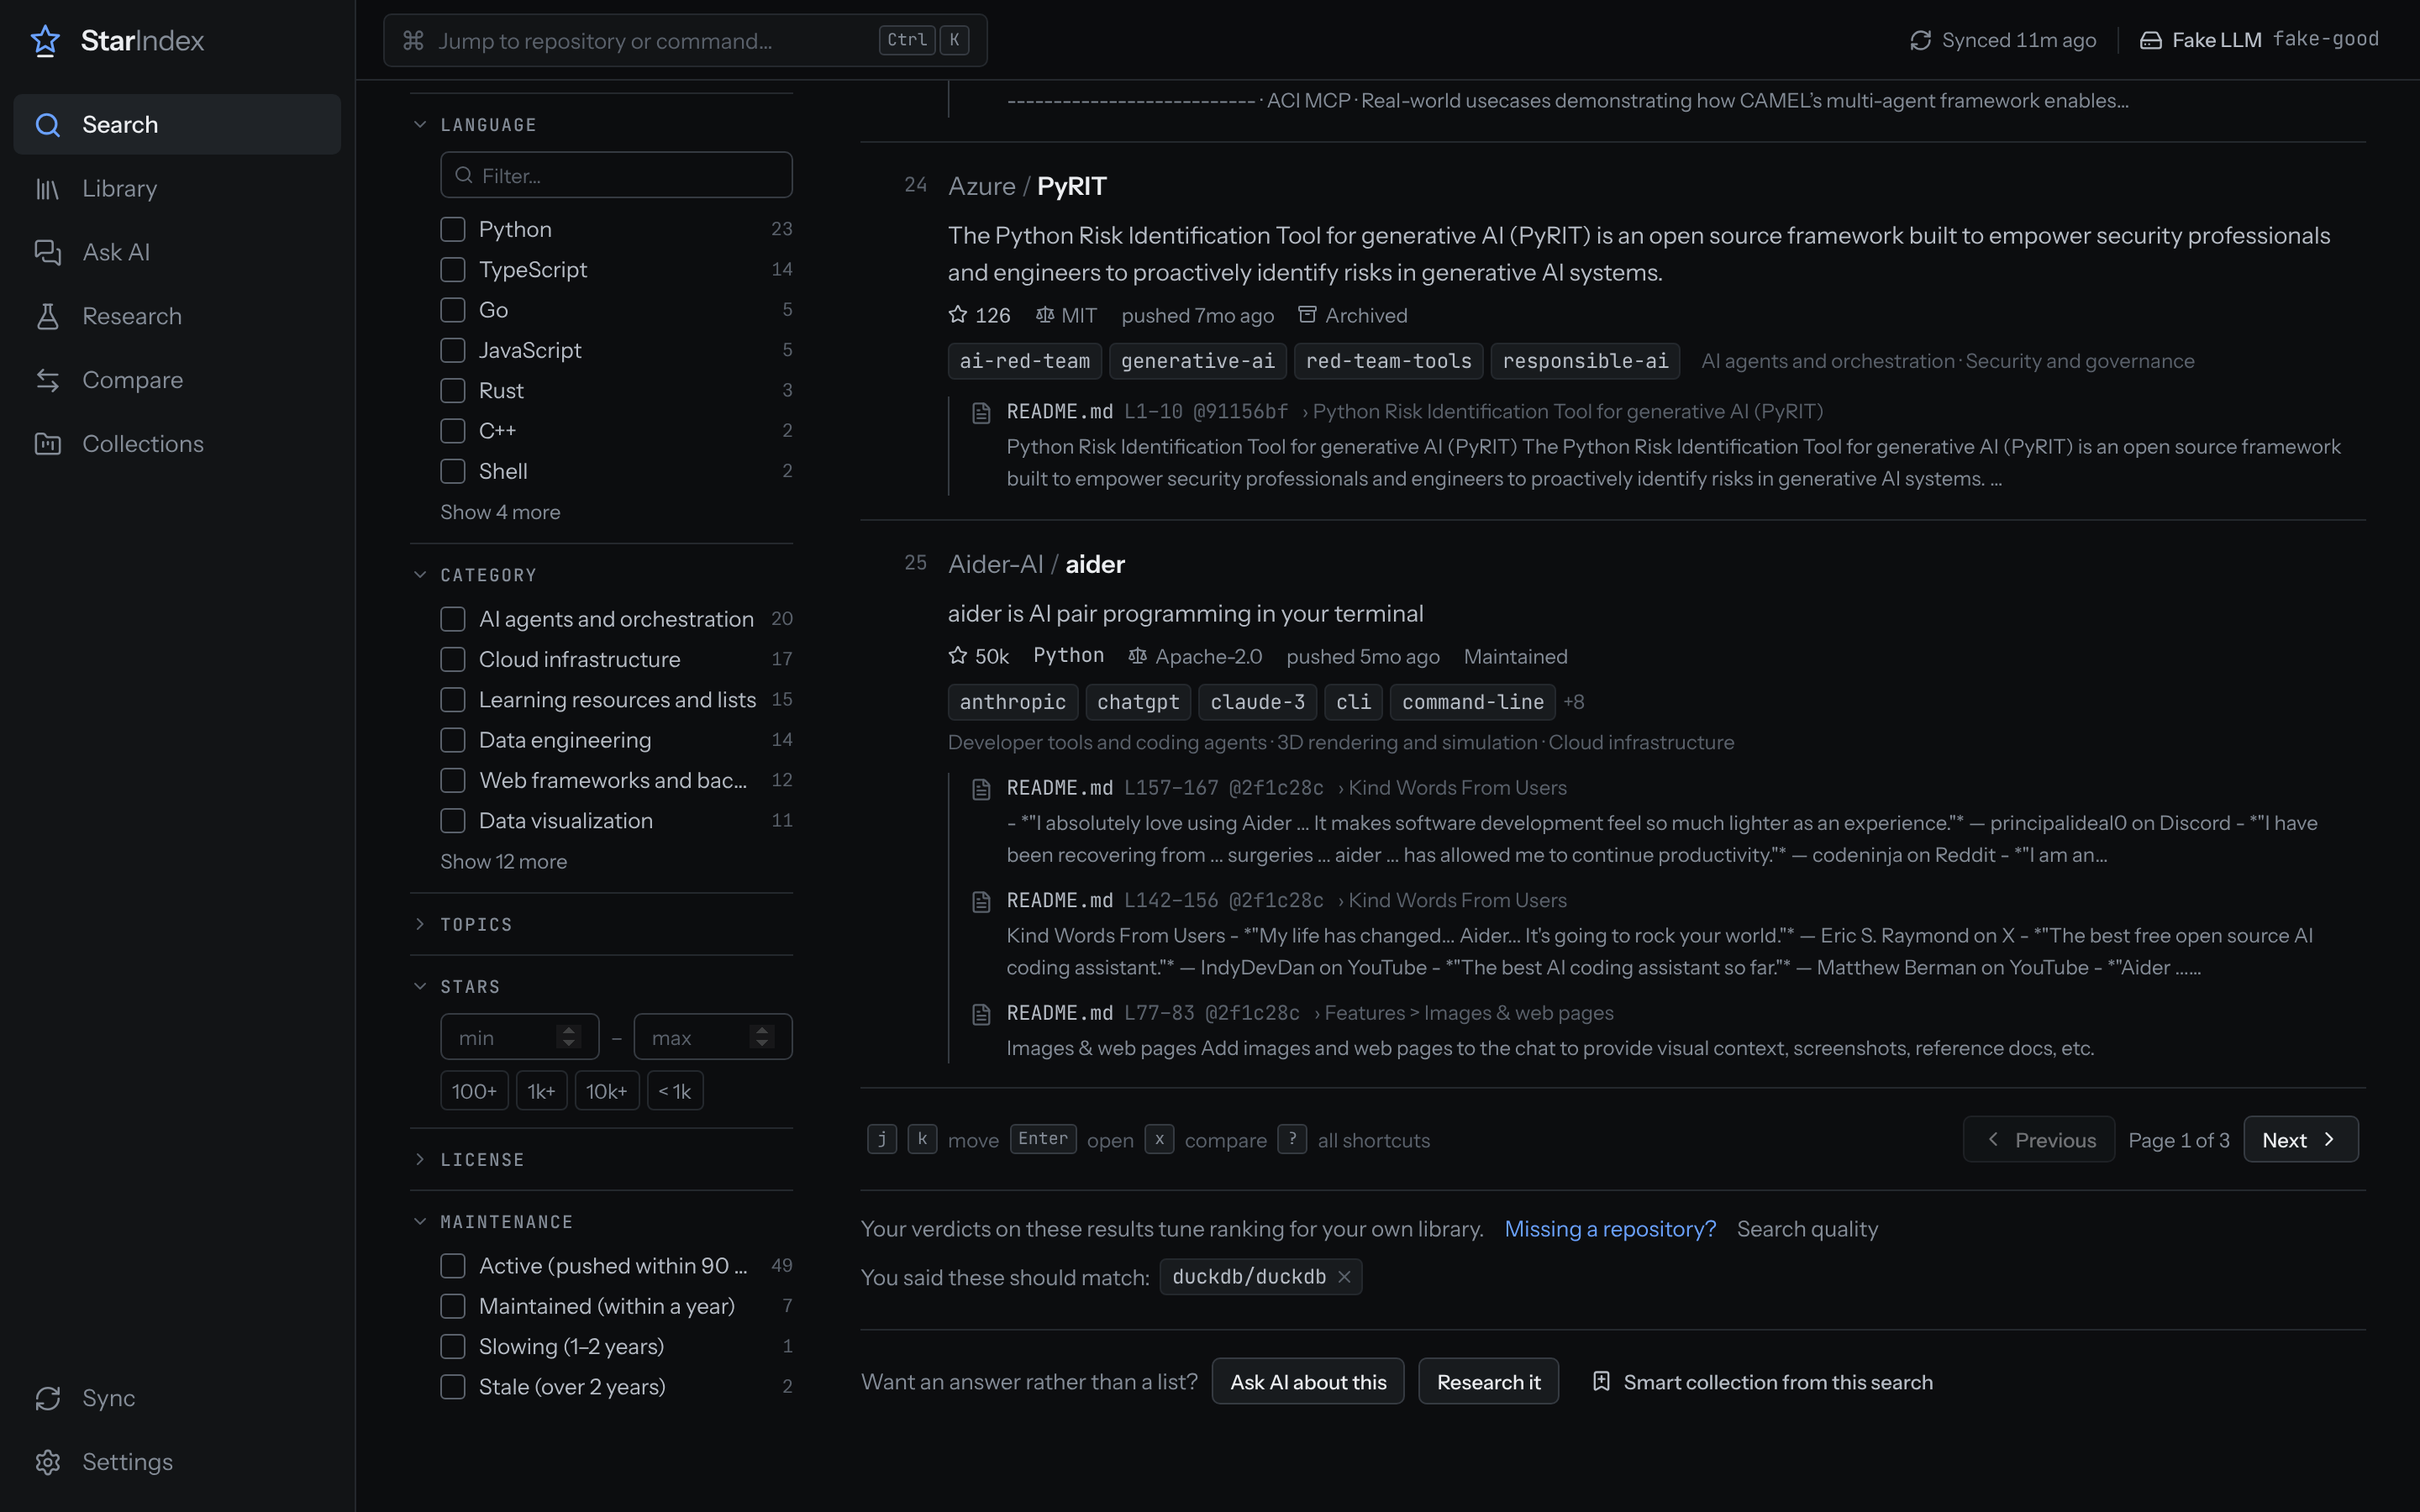 StarIndex
Jump to repository or command...
Ctrl K
Synced 11m ago
Fake LLM fake-good
Search
Library
Ask AI
Research
Compare
Collections
Sync
Settings
LANGUAGE
Filter...
Python 23
TypeScript 14
Go 5
JavaScript 5
Rust 3
C++ 2
Shell 2
Show 4 more
CATEGORY
AI agents and orchestration 20
Cloud infrastructure 17
Learning resources and lists 15
Data engineering 14
Web frameworks and bac... 12
Data visualization 11
Show 12 more
TOPICS
STARS
min – max
100+ 1k+ 10k+ < 1k
LICENSE
MAINTENANCE
Active (pushed within 90 ... 49
Maintained (within a year) 7
Slowing (1–2 years) 1
Stale (over 2 years) 2
--------------------------- · ACI MCP · Real-world usecases demonstrating how CAMEL’s multi-agent framework enables...
24 Azure / PyRIT
The Python Risk Identification Tool for generative AI (PyRIT) is an open source framework built to empower security professionals
and engineers to proactively identify risks in generative AI systems.
126 MIT pushed 7mo ago Archived
ai-red-team generative-ai red-team-tools responsible-ai AI agents and orchestration · Security and governance
README.md L1–10 @91156bf › Python Risk Identification Tool for generative AI (PyRIT)
Python Risk Identification Tool for generative AI (PyRIT) The Python Risk Identification Tool for generative AI (PyRIT) is an open source framework
built to empower security professionals and engineers to proactively identify risks in generative AI systems. ...
25 Aider-AI / aider
aider is AI pair programming in your terminal
50k Python Apache-2.0 pushed 5mo ago Maintained
anthropic chatgpt claude-3 cli command-line +8
Developer tools and coding agents · 3D rendering and simulation · Cloud infrastructure
README.md L157–167 @2f1c28c › Kind Words From Users
- *"I absolutely love using Aider ... It makes software development feel so much lighter as an experience."* — principalideal0 on Discord - *"I have
been recovering from ... surgeries ... aider ... has allowed me to continue productivity."* — codeninja on Reddit - *"I am an...
README.md L142–156 @2f1c28c › Kind Words From Users
Kind Words From Users - *"My life has changed... Aider... It's going to rock your world."* — Eric S. Raymond on X - *"The best free open source AI
coding assistant."* — IndyDevDan on YouTube - *"The best AI coding assistant so far."* — Matthew Berman on YouTube - *"Aider ......
README.md L77–83 @2f1c28c › Features > Images & web pages
Images & web pages Add images and web pages to the chat to provide visual context, screenshots, reference docs, etc.
j k move Enter open x compare ? all shortcuts
Previous Page 1 of 3 Next
Your verdicts on these results tune ranking for your own library. Missing a repository? Search quality
You said these should match: duckdb/duckdb ×
Want an answer rather than a list? Ask AI about this Research it Smart collection from this search